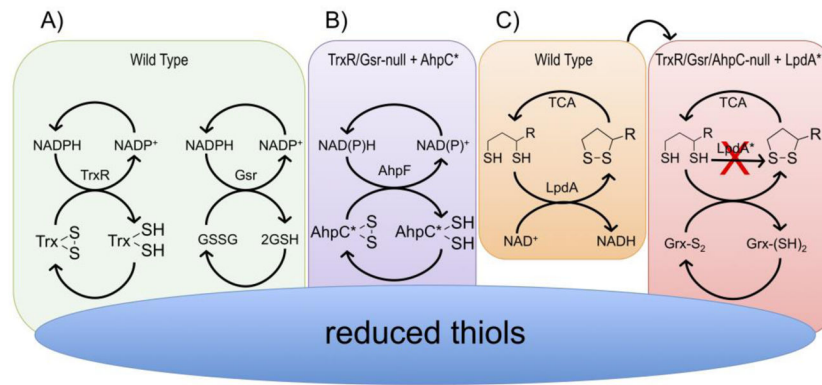 A)
Wild Type
NADPH
NADP+
TrxR
Trx
S
S
Trx
SH
SH
NADPH
NADP+
Gsr
GSSG
2GSH
B)
TrxR/Gsr-null + AhpC*
NAD(P)H
NAD(P)+
AhpF
AhpC*
S
S
AhpC*
SH
SH
C)
Wild Type
TCA
R
SH
SH
R
S-S
LpdA
NAD+
NADH
TrxR/Gsr/AhpC-null + LpdA*
TCA
R
SH
SH
LpdA*
R
S-S
Grx-S2
Grx-(SH)2
reduced thiols